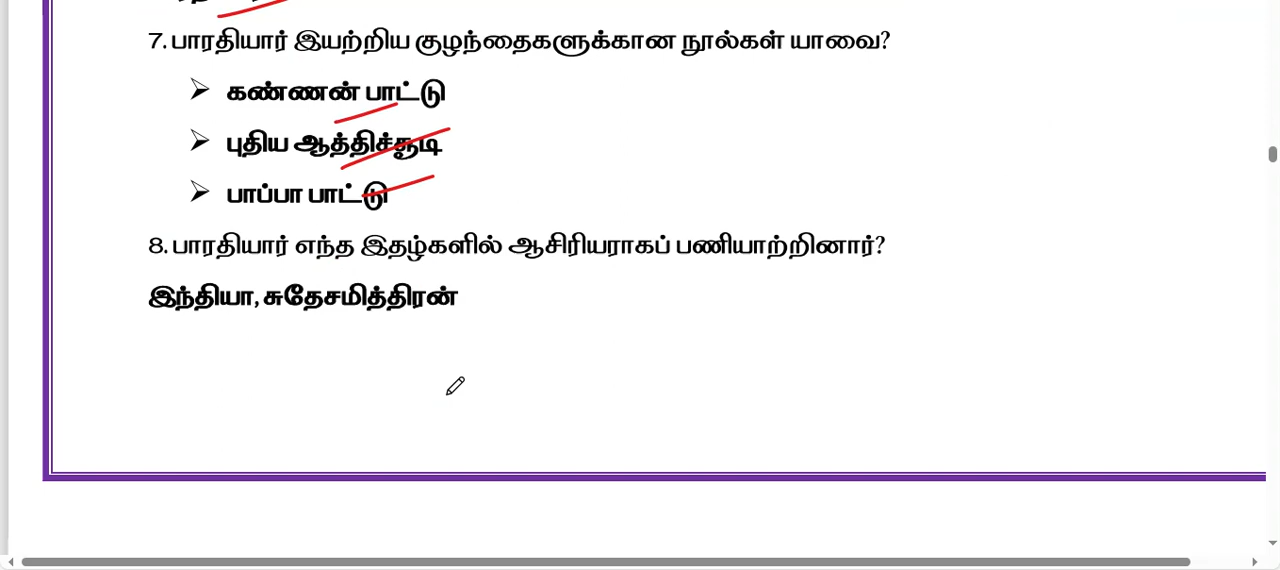 7. பாரதியார் இயற்றிய குழந்தைகளுக்கான நூல்கள் யாவை?
கண்ணன் பாட்டு
புதிய ஆத்திச்சூடி
பாப்பா பாட்டு
8. பாரதியார் எந்த இதழ்களில் ஆசிரியராகப் பணியாற்றினார்?
இந்தியா, சுதேசமித்திரன்